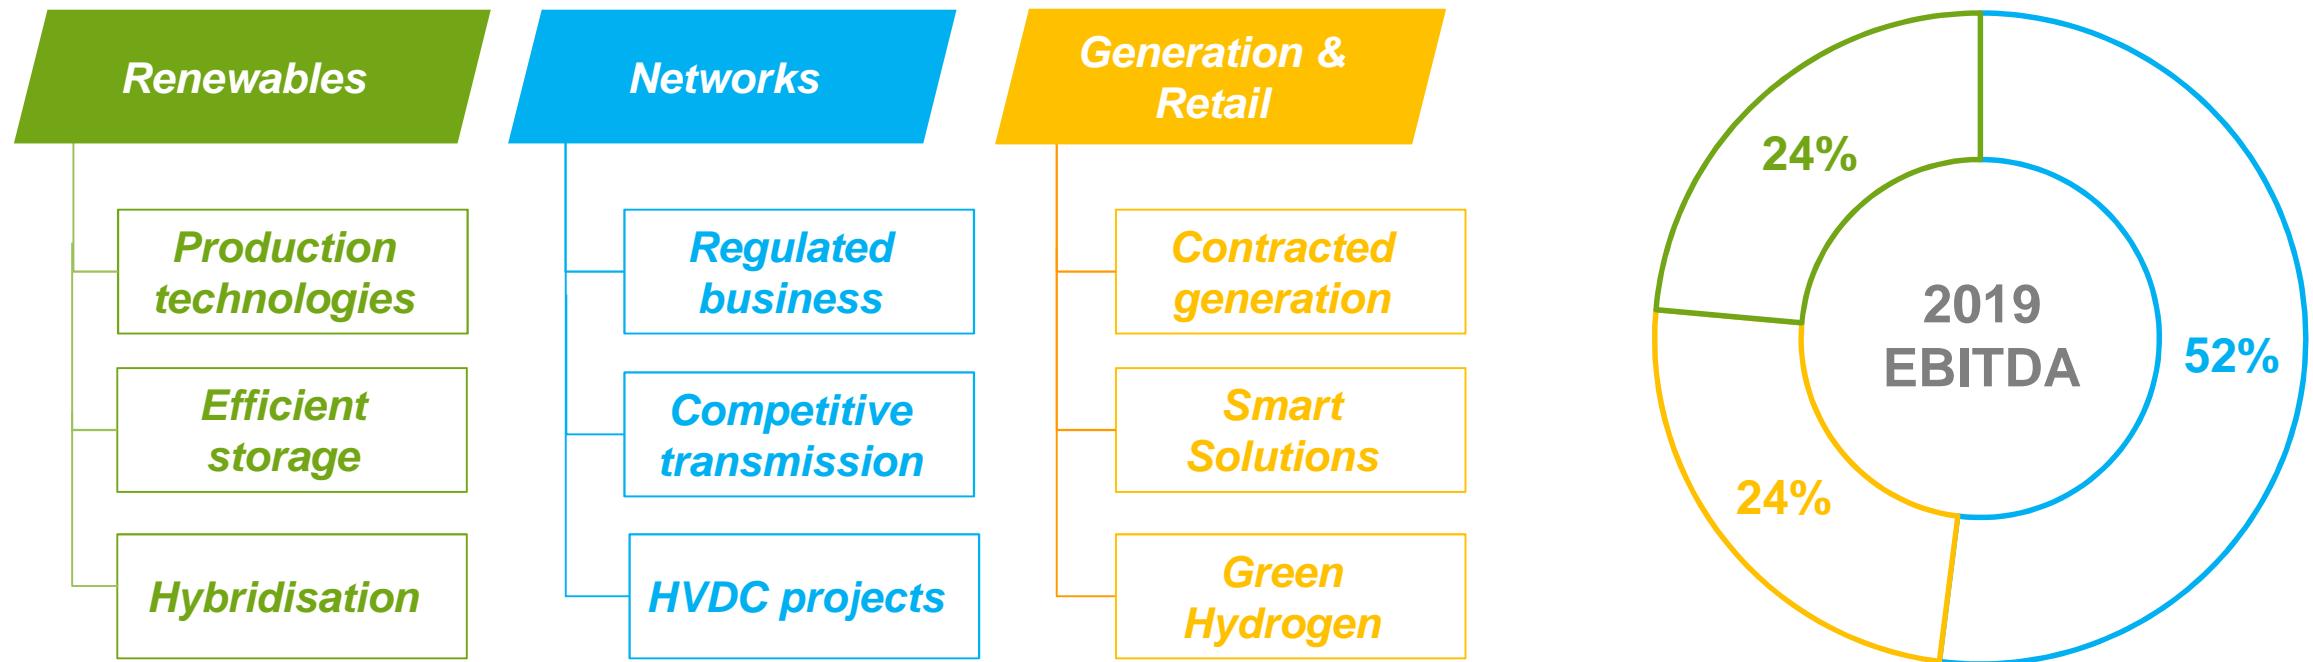 Renewables
Production
technologies
Efficient
storage
Hybridisation
Networks
Regulated
business
Competitive
transmission
HVDC projects
Generation &
Retail
Contracted
generation
Smart
Solutions
Green
Hydrogen
24%
52%
24%
2019
EBITDA